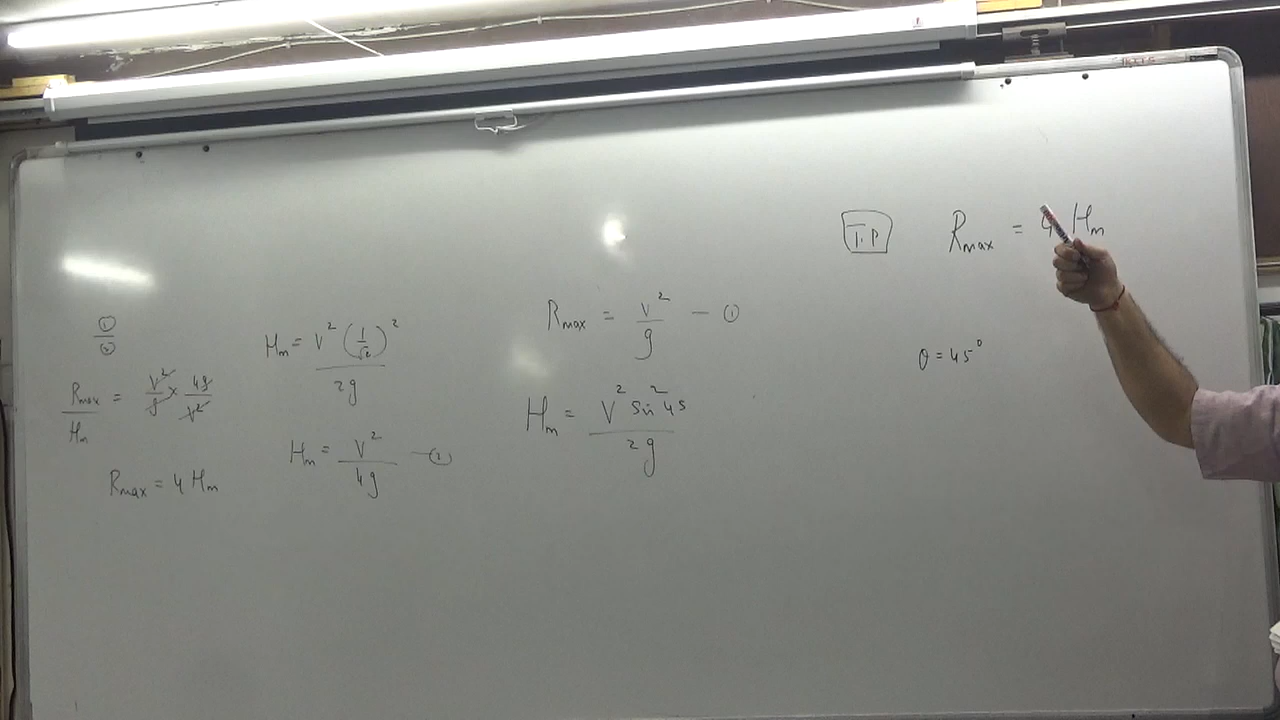 T.P R_max = 4 H_m
θ = 45°
R_max = v²/g — ①
H_m = V² Sin² 45 / 2g
H_m = V² (1/√2)² / 2g
H_m = V²/4g — ②
①/②
R_max/H_m = V²/g × 4g/V²
R_max = 4 H_m